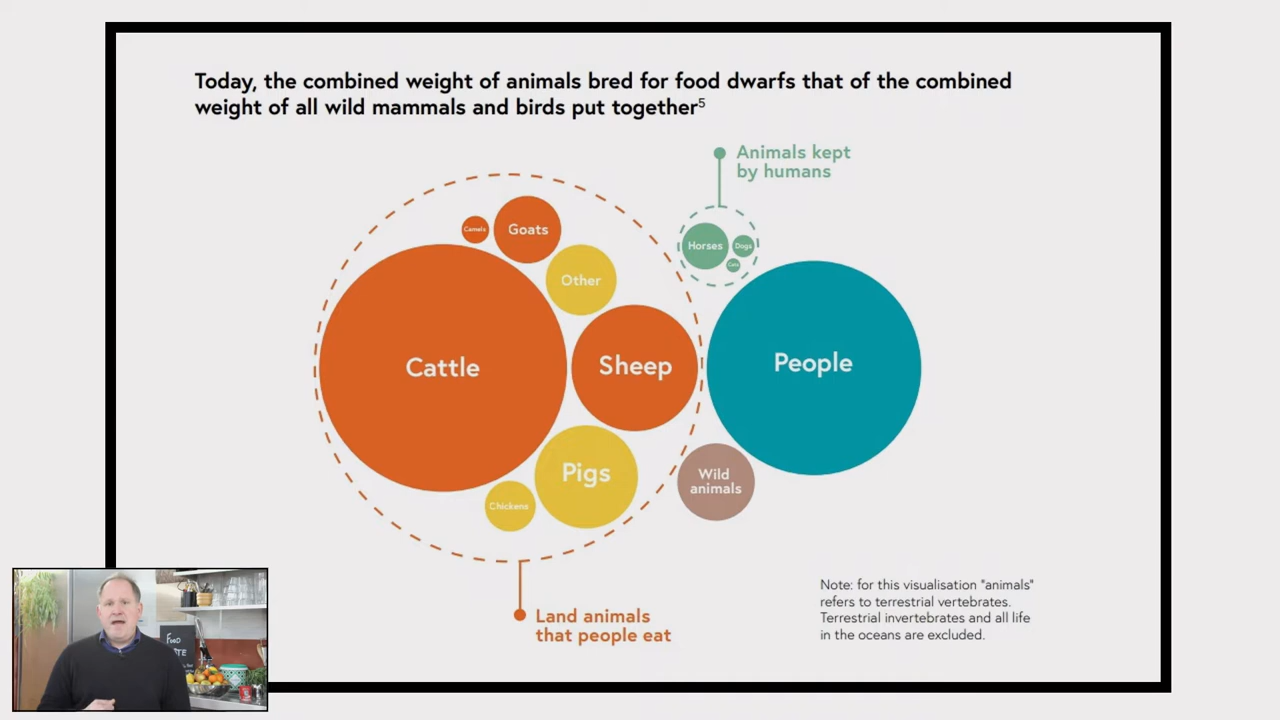 Today, the combined weight of animals bred for food dwarfs that of the combined
weight of all wild mammals and birds put together5
Animals kept
by humans
Camels
Goats
Horses
Dogs
Cats
Other
Cattle
Sheep
People
Pigs
Wild
animals
Chickens
Note: for this visualisation "animals"
refers to terrestrial vertebrates.
Terrestrial invertebrates and all life
in the oceans are excluded.
Land animals
that people eat
FOOD